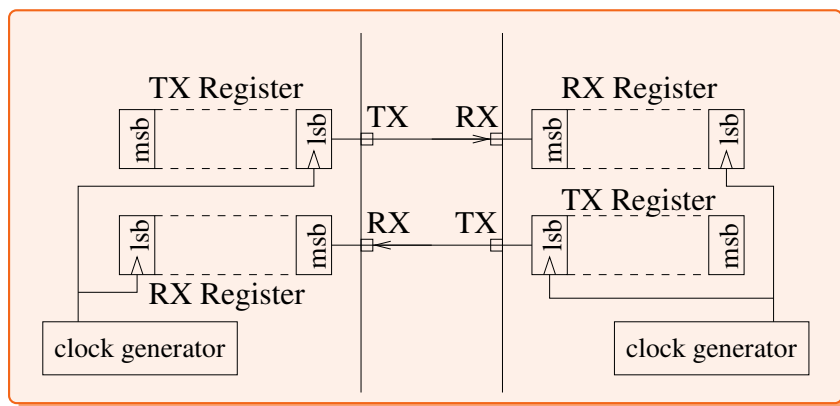 TX Register
RX Register
msb
lsb
TX
RX
msb
lsb
TX Register
lsb
msb
RX
TX
lsb
msb
RX Register
clock generator
clock generator